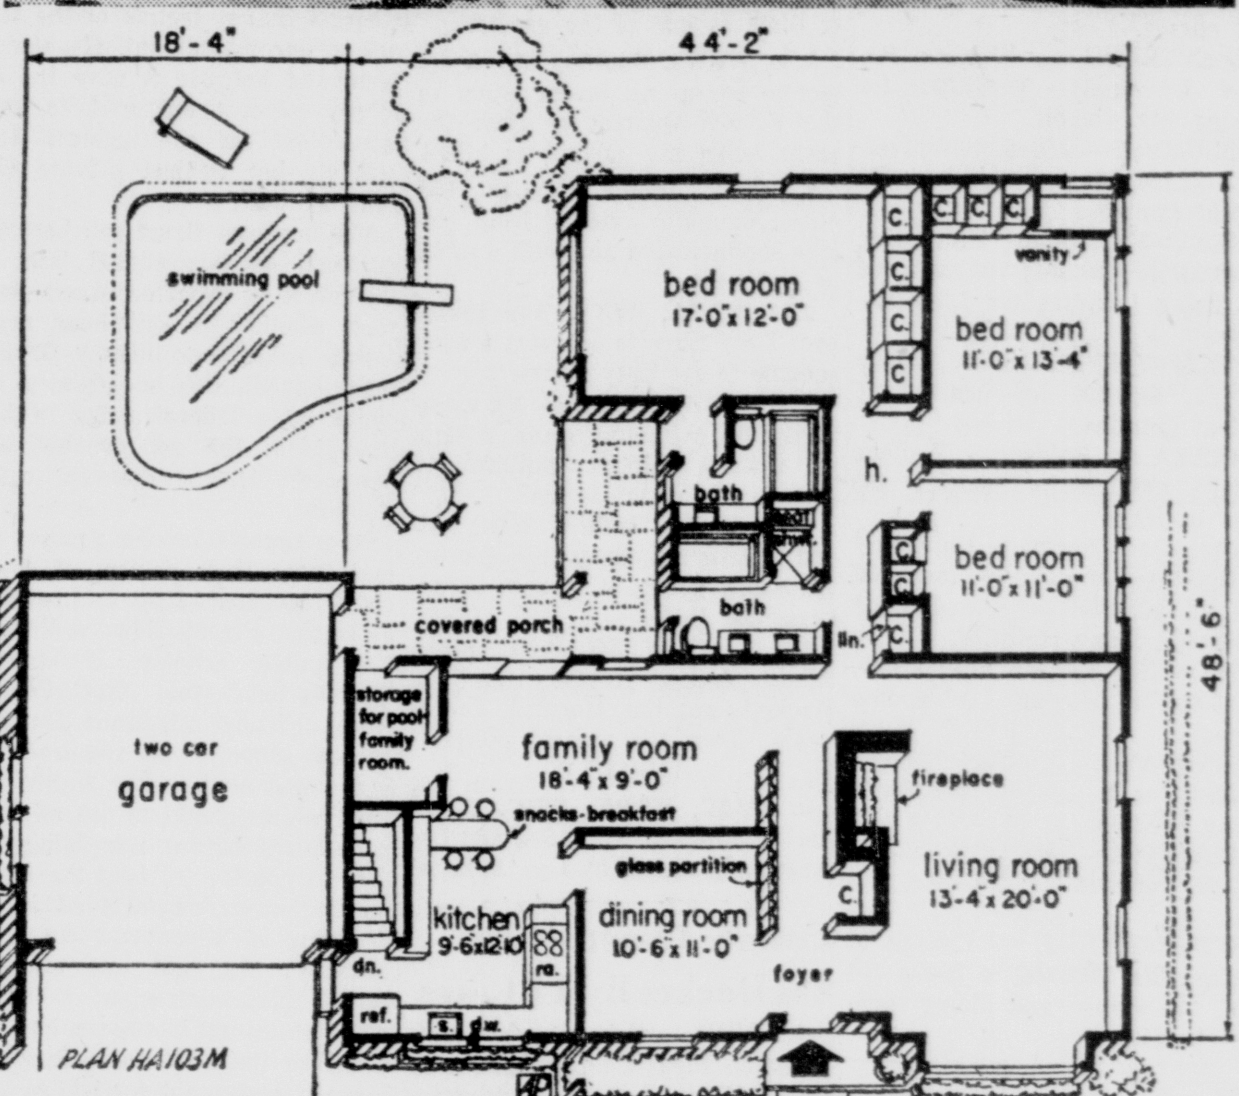 18'-4"
44'-2"
swimming pool
bed room
17'-0"x12'-0"
C.
C.
C.
C.
C.
C.
C.
vanity
bed room
11'-0"x13'-4"
h.
bath
bed room
11'-0"x11'-0"
C.
C.
C.
lin.
bath
covered porch
48'-6"
storage
for pool
family
room.
two car
garage
family room
18'-4"x 9'-0"
snacks-breakfast
fireplace
glass partition
living room
13'-4"x 20'-0"
C.
kitchen
9'-6x12'10"
dining room
10'-6"x 11'-0"
ra.
foyer
dn.
ref.
s.
d.w.
PLAN HA103M